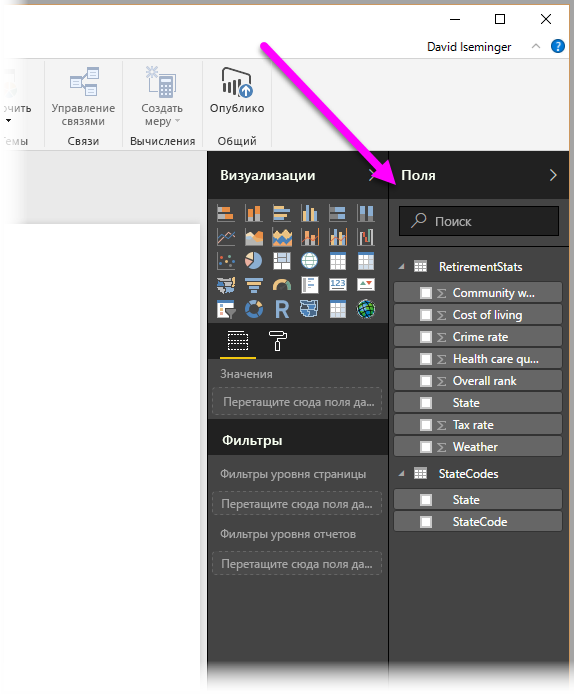 David Iseminger
?
Управление
связями
Создать
меру
Опублико
Связи
Вычисления
Общий
Визуализации
Поля
Поиск
RetirementStats
Community w...
Cost of living
Crime rate
Health care qu...
Overall rank
State
Tax rate
Weather
StateCodes
State
StateCode
R
123
Значения
Перетащите сюда поля да...
Фильтры
Фильтры уровня страницы
Перетащите сюда поля да...
Фильтры уровня отчетов
Перетащите сюда поля да...